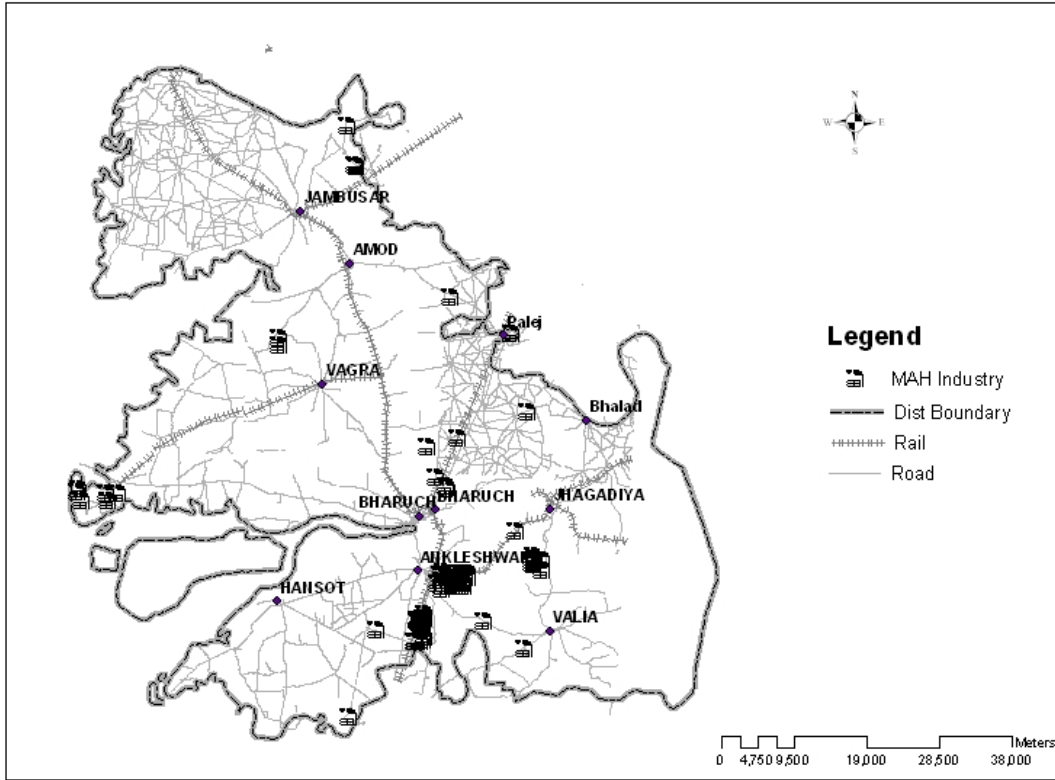 N
W E
S
JAMBUSAR
AMOD
Palej
VAGRA
Bhalad
BHARUCH
BHARUCH
JHAGADIYA
ANKLESHWAR
HANSOT
VALIA
Legend
MAH Industry
Dist Boundary
Rail
Road
Meters
0 4,750 9,500 19,000 28,500 38,000